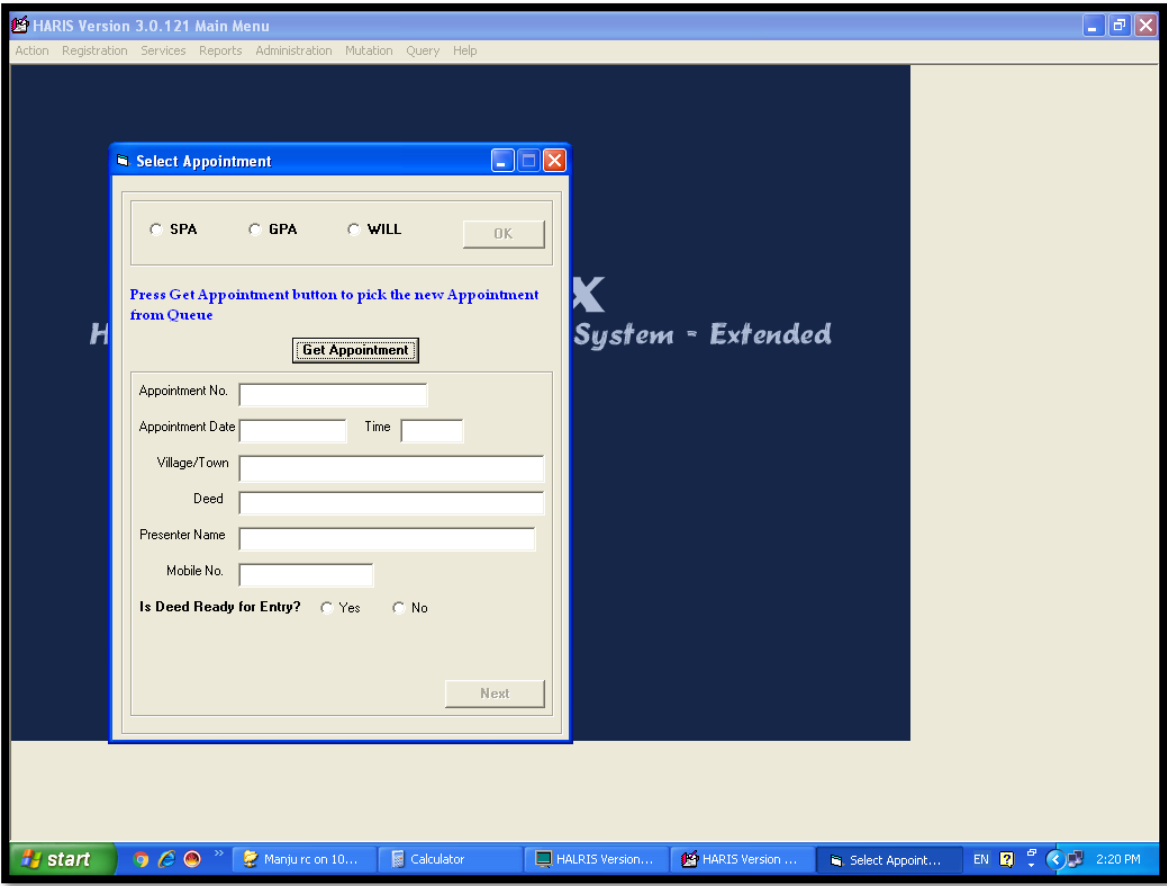 HARIS Version 3.0.121 Main Menu
Action Registration Services Reports Administration Mutation Query Help
Select Appointment
SPA GPA WILL OK
Press Get Appointment button to pick the new Appointment
from Queue
X
H System - Extended
Get Appointment
Appointment No.
Appointment Date Time
Village/Town
Deed
Presenter Name
Mobile No.
Is Deed Ready for Entry? Yes No
Next
start Manju rc on 10... Calculator HALRIS Version... HARIS Version ... Select Appoint... EN 2:20 PM